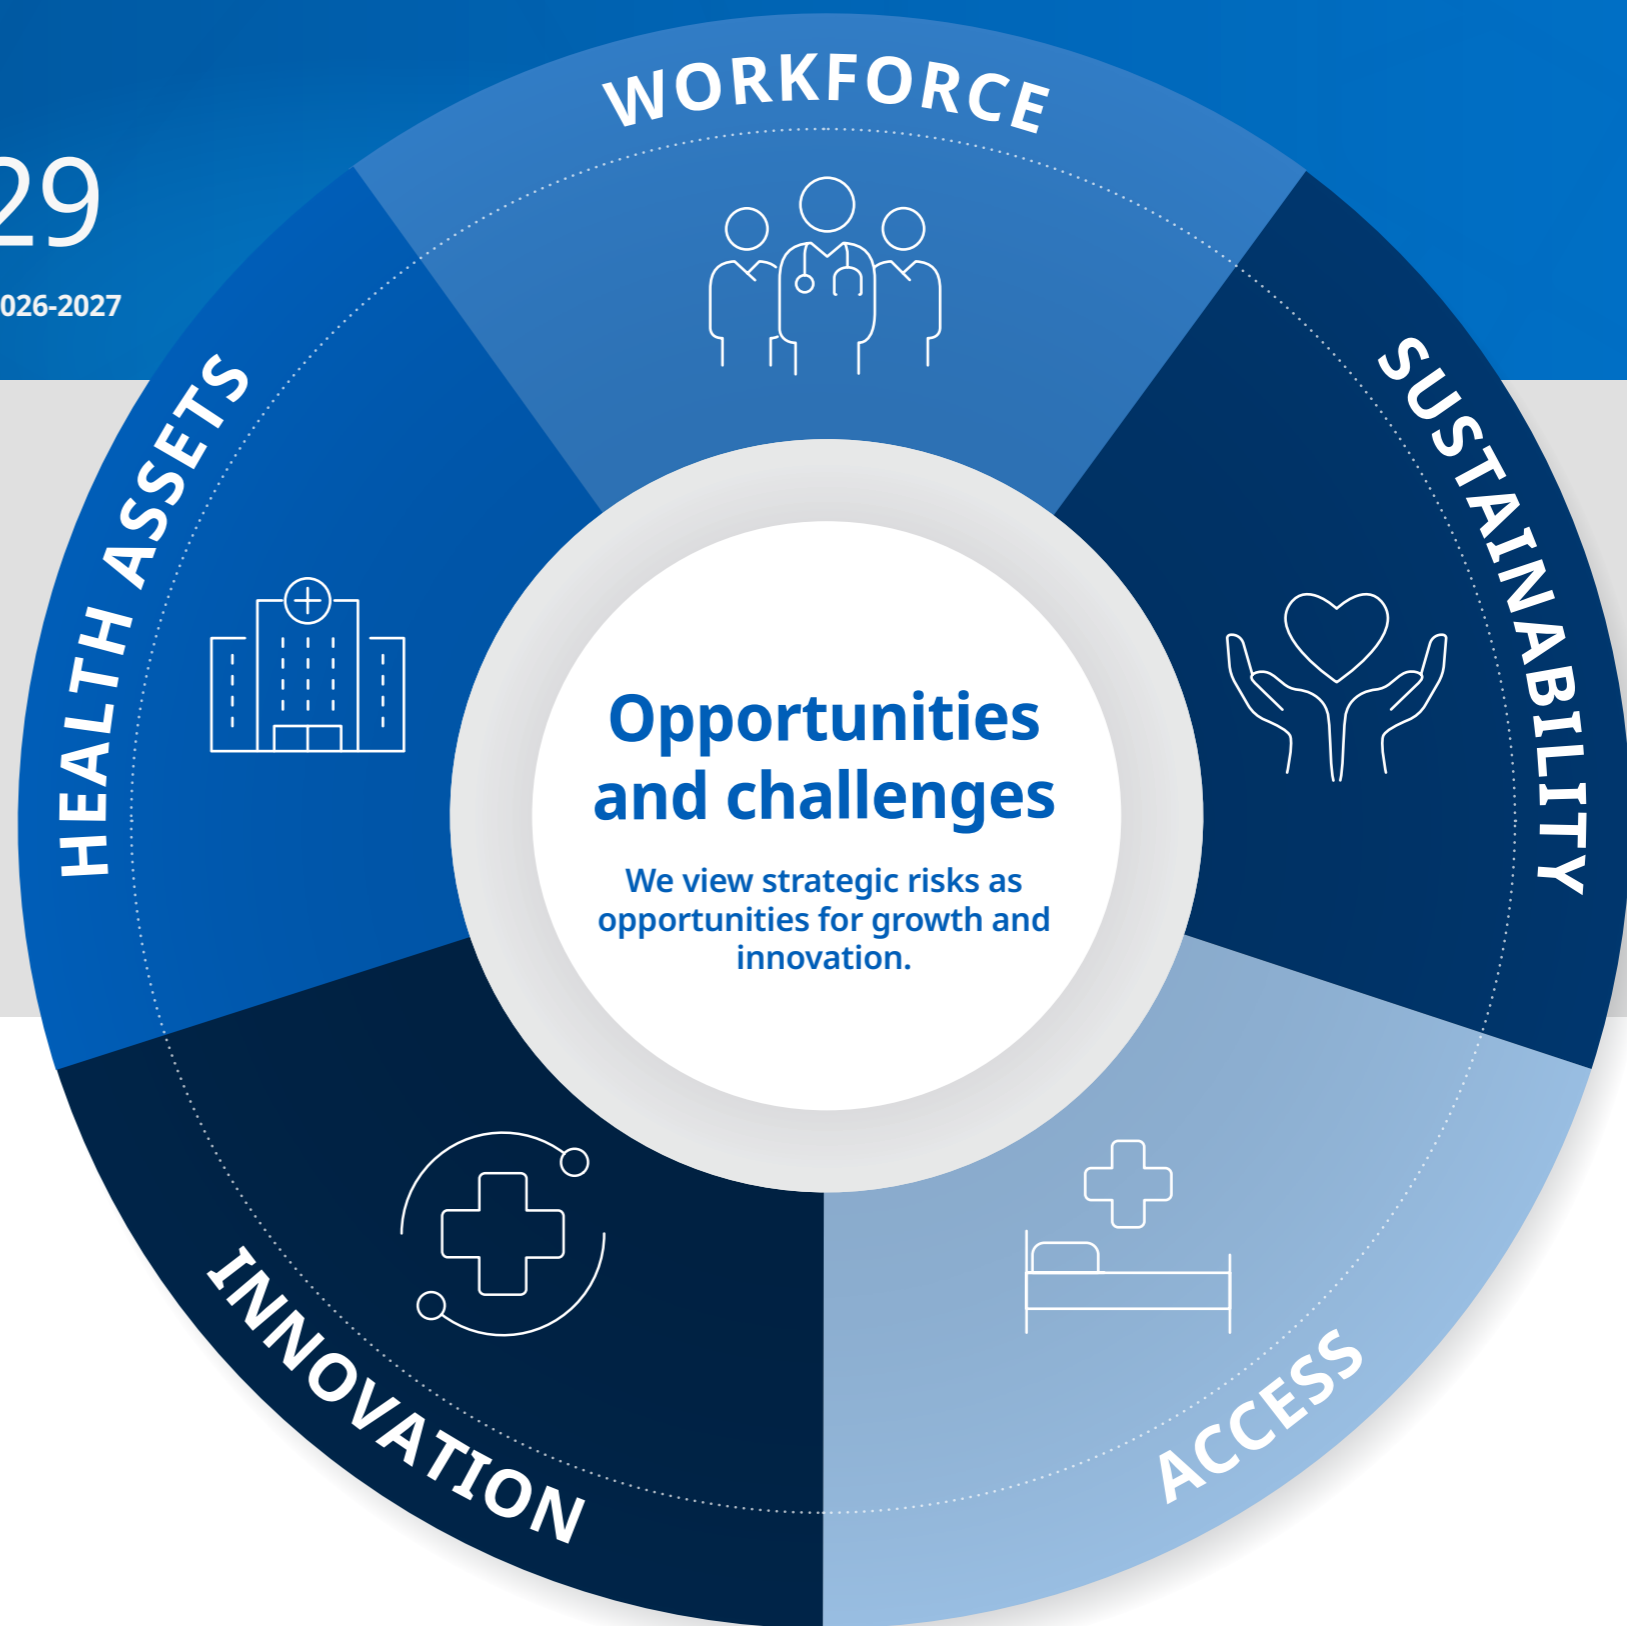 WORKFORCE
29
026-2027
HEALTH ASSETS
SUSTAINABILITY
Opportunities
and challenges
We view strategic risks as
opportunities for growth and
innovation.
INNOVATION
ACCESS